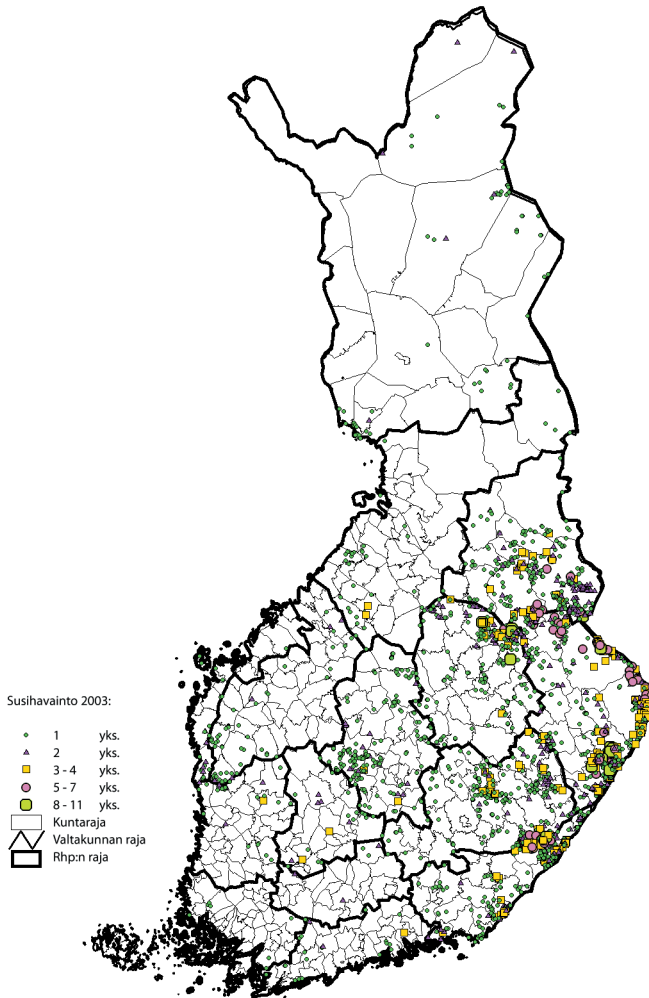 Susihavainto 2003:
1 yks.
2 yks.
3 - 4 yks.
5 - 7 yks.
8 - 11 yks.
Kuntaraja
Valtakunnan raja
Rhp:n raja